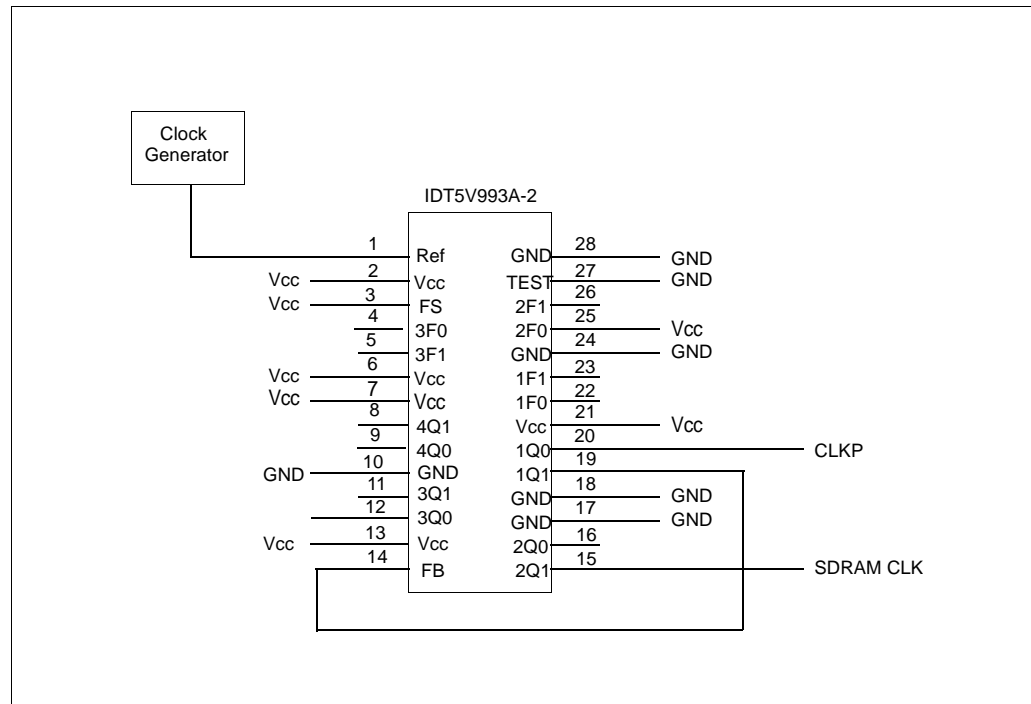 Clock
Generator
IDT5V993A-2
1
Ref
Vcc
2
Vcc
Vcc
3
FS
4
3F0
5
3F1
Vcc
6
Vcc
Vcc
7
Vcc
8
4Q1
9
4Q0
GND
10
GND
11
3Q1
12
3Q0
Vcc
13
Vcc
14
FB
GND
28
GND
TEST
27
GND
2F1
26
2F0
25
Vcc
GND
24
GND
1F1
23
1F0
22
Vcc
21
Vcc
1Q0
20
CLKP
1Q1
19
GND
18
GND
GND
17
GND
2Q0
16
2Q1
15
SDRAM CLK